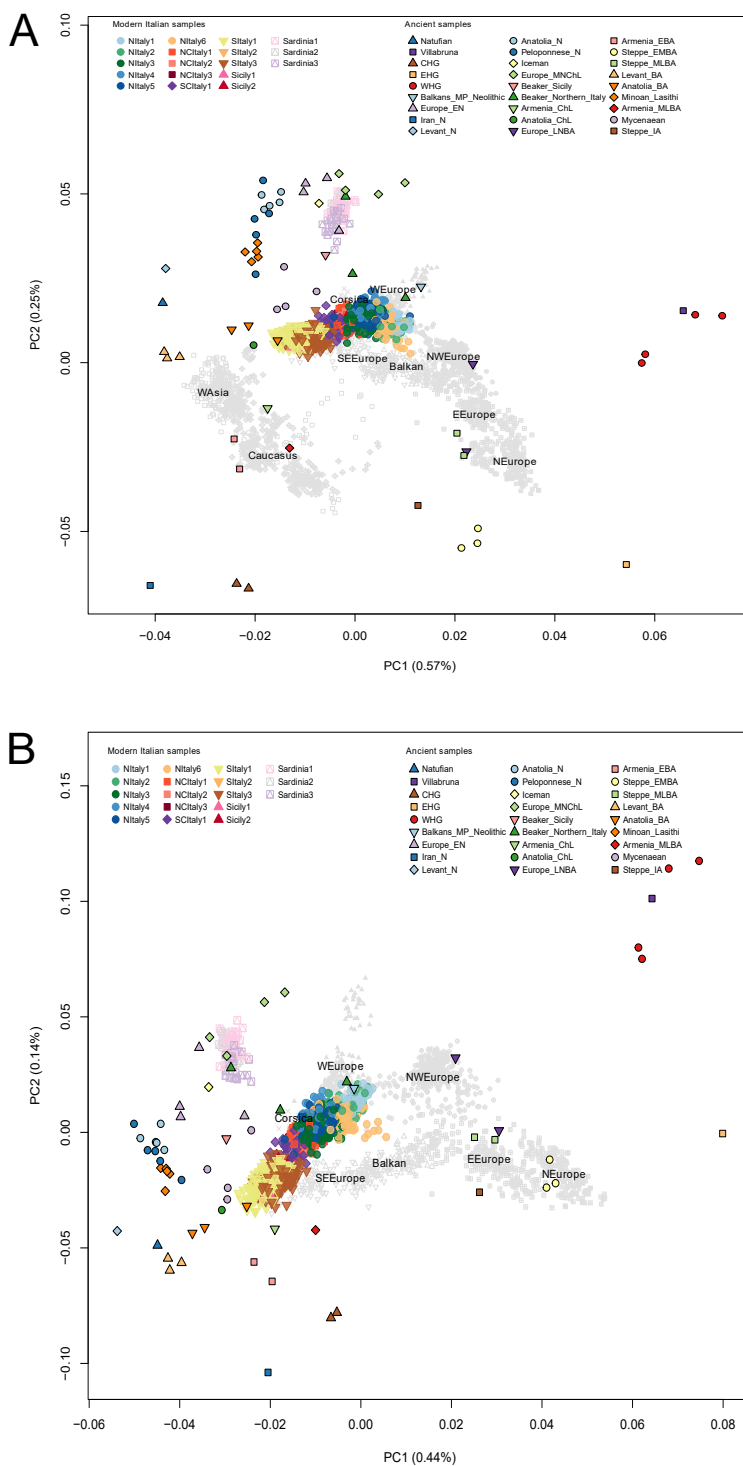 A
Modern Italian samples
NItaly1 NItaly6 SItaly1 Sardinia1
NItaly2 NCItaly1 SItaly2 Sardinia2
NItaly3 NCItaly2 SItaly3 Sardinia3
NItaly4 NCItaly3 Sicily1
NItaly5 SCItaly1 Sicily2
Ancient samples
Natufian Anatolia_N Armenia_EBA
Villabruna Peloponnese_N Steppe_EMBA
CHG Iceman Steppe_MLBA
EHG Europe_MNChL Levant_BA
WHG Beaker_Sicily Anatolia_BA
Balkans_MP_Neolithic Beaker_Northern_Italy Minoan_Lasithi
Europe_EN Armenia_ChL Armenia_MLBA
Iran_N Anatolia_ChL Mycenaean
Levant_N Europe_LNBA Steppe_IA
0.10
0.05
0.00
−0.05
PC2 (0.25%)
WEurope
Corsica
SEEurope
NWEurope
Balkan
WAsia
EEurope
Caucasus
NEurope
−0.04 −0.02 0.00 0.02 0.04 0.06
PC1 (0.57%)
B
Modern Italian samples
NItaly1 NItaly6 SItaly1 Sardinia1
NItaly2 NCItaly1 SItaly2 Sardinia2
NItaly3 NCItaly2 SItaly3 Sardinia3
NItaly4 NCItaly3 Sicily1
NItaly5 SCItaly1 Sicily2
Ancient samples
Natufian Anatolia_N Armenia_EBA
Villabruna Peloponnese_N Steppe_EMBA
CHG Iceman Steppe_MLBA
EHG Europe_MNChL Levant_BA
WHG Beaker_Sicily Anatolia_BA
Balkans_MP_Neolithic Beaker_Northern_Italy Minoan_Lasithi
Europe_EN Armenia_ChL Armenia_MLBA
Iran_N Anatolia_ChL Mycenaean
Levant_N Europe_LNBA Steppe_IA
0.15
0.10
0.05
0.00
−0.05
−0.10
PC2 (0.14%)
WEurope
NWEurope
Corsica
Balkan
EEurope
SEEurope
NEurope
−0.06 −0.04 −0.02 0.00 0.02 0.04 0.06 0.08
PC1 (0.44%)